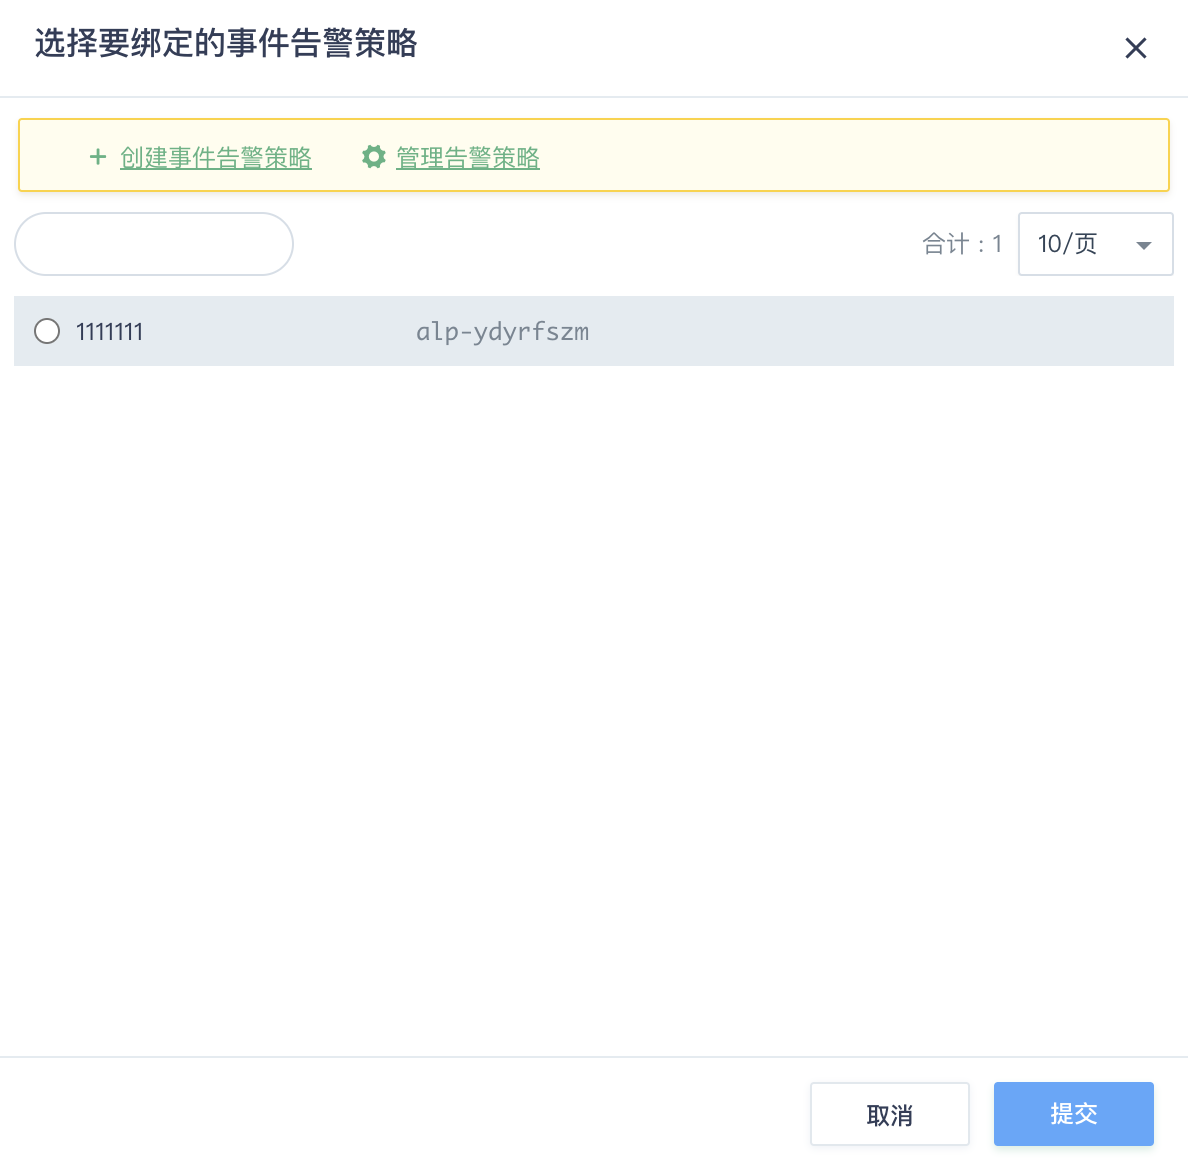 选择要绑定的事件告警策略
创建事件告警策略 管理告警策略
合计：1 10/页
1111111 alp-ydyrfszm
取消 提交